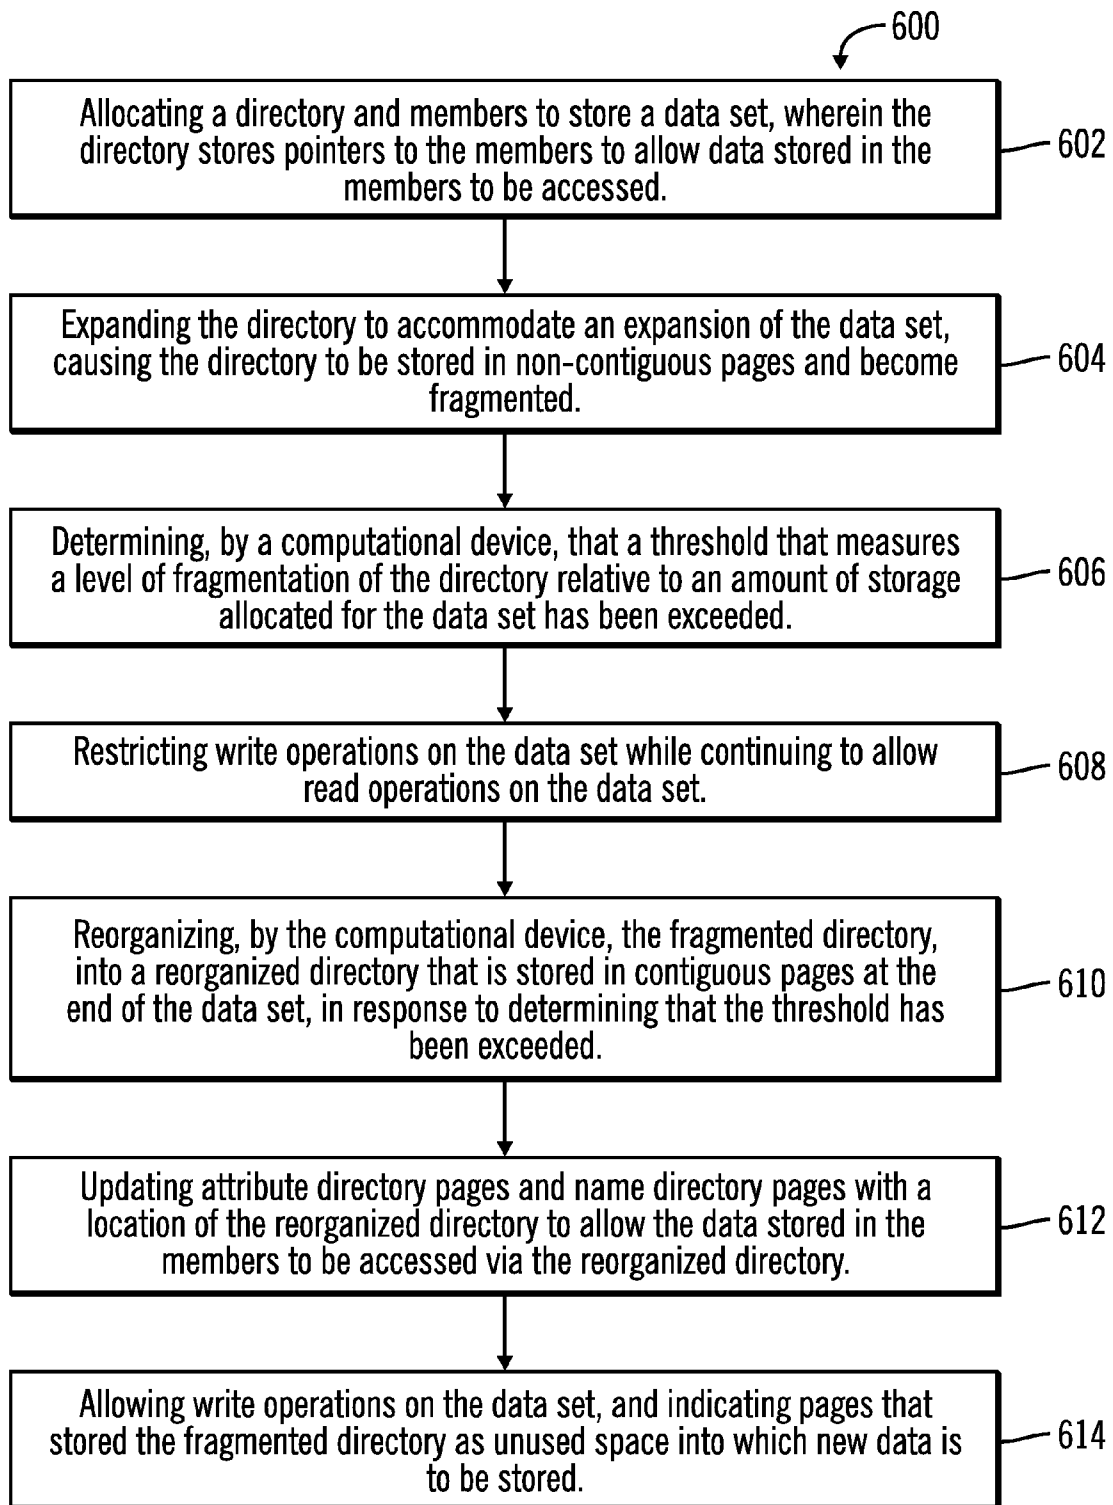 600
Allocating a directory and members to store a data set, wherein the
directory stores pointers to the members to allow data stored in the
members to be accessed.
602
Expanding the directory to accommodate an expansion of the data set,
causing the directory to be stored in non-contiguous pages and become
fragmented.
604
Determining, by a computational device, that a threshold that measures
a level of fragmentation of the directory relative to an amount of storage
allocated for the data set has been exceeded.
606
Restricting write operations on the data set while continuing to allow
read operations on the data set.
608
Reorganizing, by the computational device, the fragmented directory,
into a reorganized directory that is stored in contiguous pages at the
end of the data set, in response to determining that the threshold has
been exceeded.
610
Updating attribute directory pages and name directory pages with a
location of the reorganized directory to allow the data stored in the
members to be accessed via the reorganized directory.
612
Allowing write operations on the data set, and indicating pages that
stored the fragmented directory as unused space into which new data is
to be stored.
614